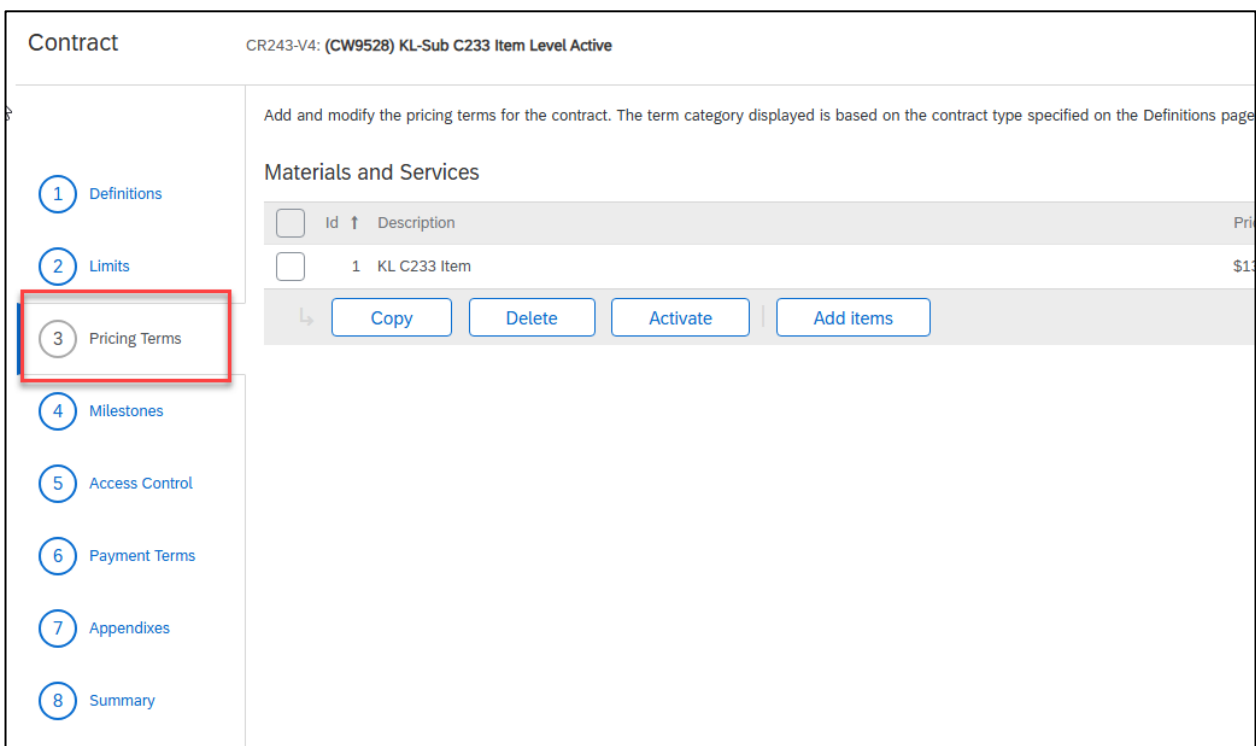 Contract
CR243-V4: (CW9528) KL-Sub C233 Item Level Active
Add and modify the pricing terms for the contract. The term category displayed is based on the contract type specified on the Definitions page
Materials and Services
Id ↑ Description
1 KL C233 Item
Copy Delete Activate Add items
1 Definitions
2 Limits
3 Pricing Terms
4 Milestones
5 Access Control
6 Payment Terms
7 Appendixes
8 Summary